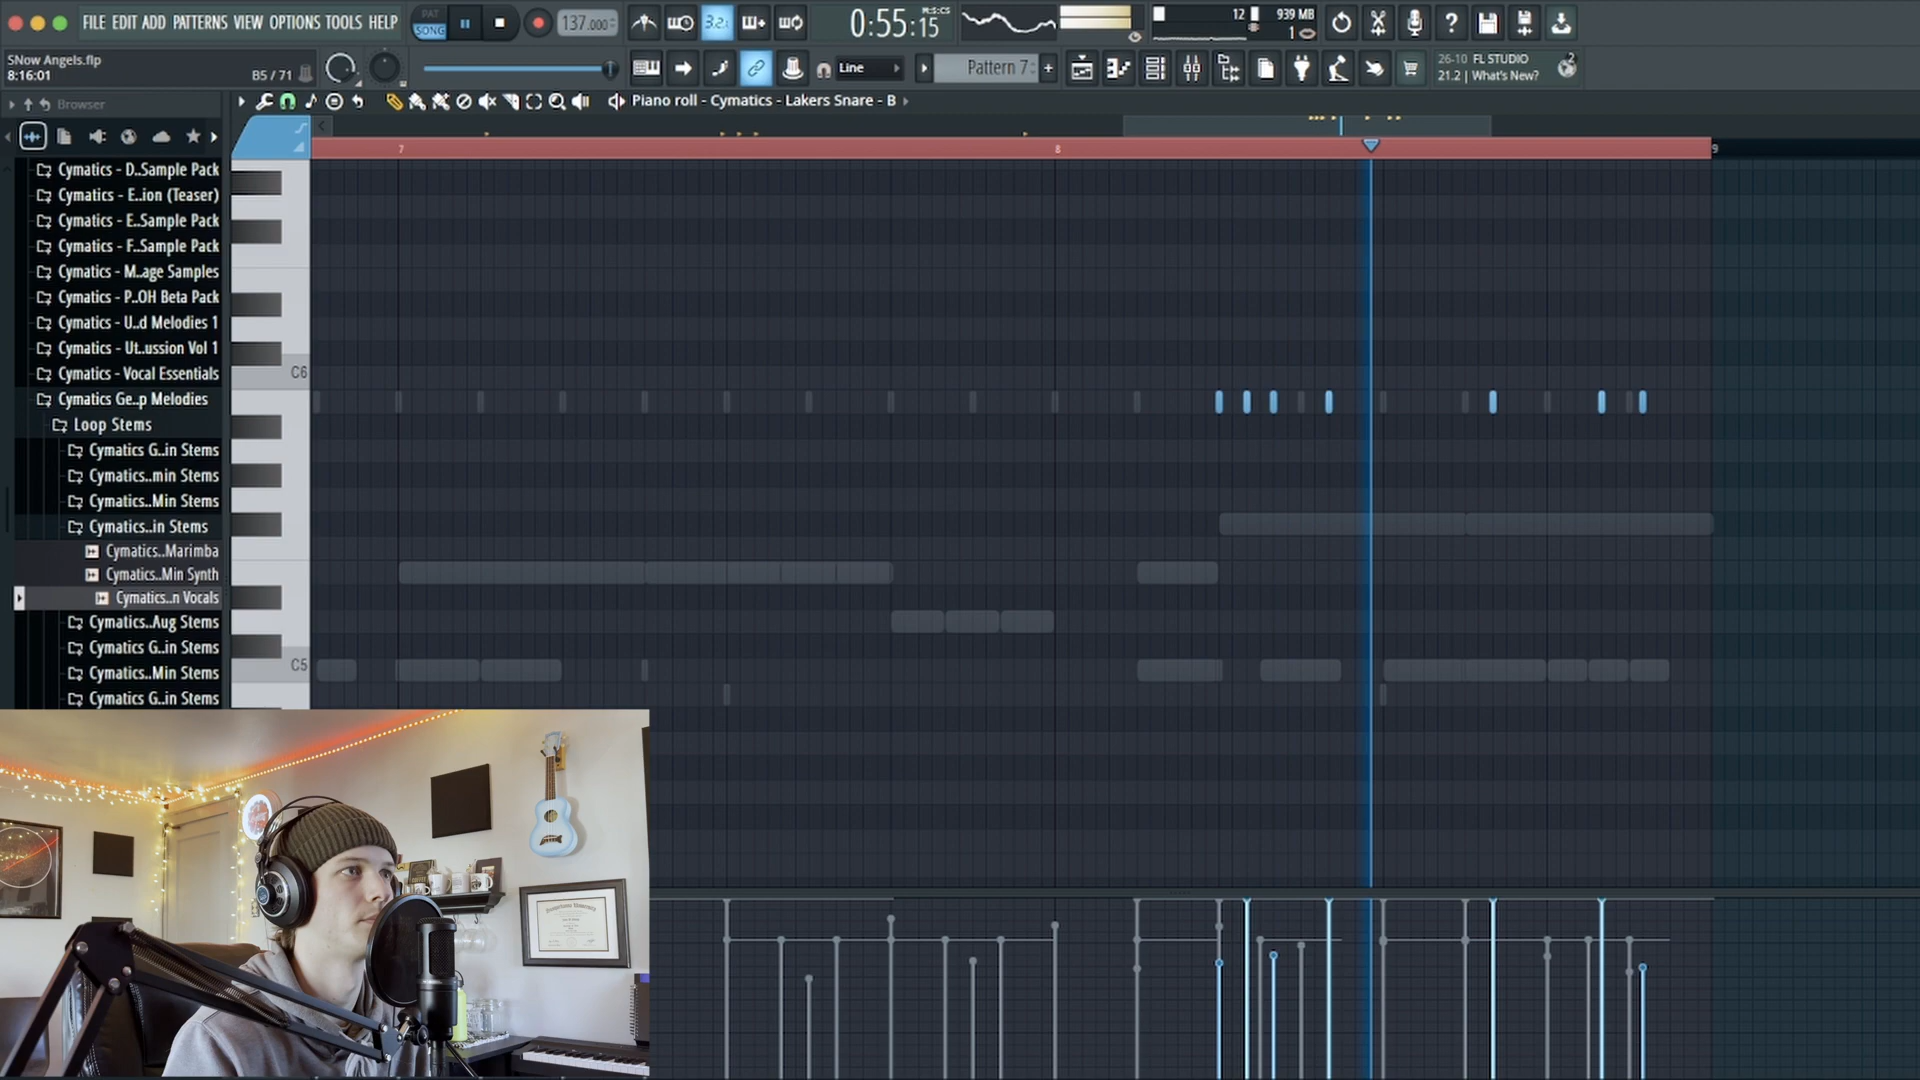 FILE EDIT ADD PATTERNS VIEW OPTIONS TOOLS HELP
PAT
SONG
137.000
3.2:
0:55:15
M:S:CS
12
939 MB
1
SNow Angels.flp
8:16:01
B5 / 71
Line
Pattern 7
+
26-10 FL STUDIO
21.2 | What's New?
Browser
Piano roll - Cymatics - Lakers Snare - B
7
8
9
Cymatics - D..Sample Pack
Cymatics - E..ion (Teaser)
Cymatics - E..Sample Pack
Cymatics - F..Sample Pack
Cymatics - M..age Samples
Cymatics - P..OH Beta Pack
Cymatics - U..d Melodies 1
Cymatics - Ut..ussion Vol 1
Cymatics - Vocal Essentials
Cymatics Ge..p Melodies
Loop Stems
Cymatics G..in Stems
Cymatics..min Stems
Cymatics..Min Stems
Cymatics..in Stems
Cymatics..Marimba
Cymatics..Min Synth
Cymatics..n Vocals
Cymatics..Aug Stems
Cymatics G..in Stems
Cymatics..Min Stems
Cymatics G..in Stems
C6
C5